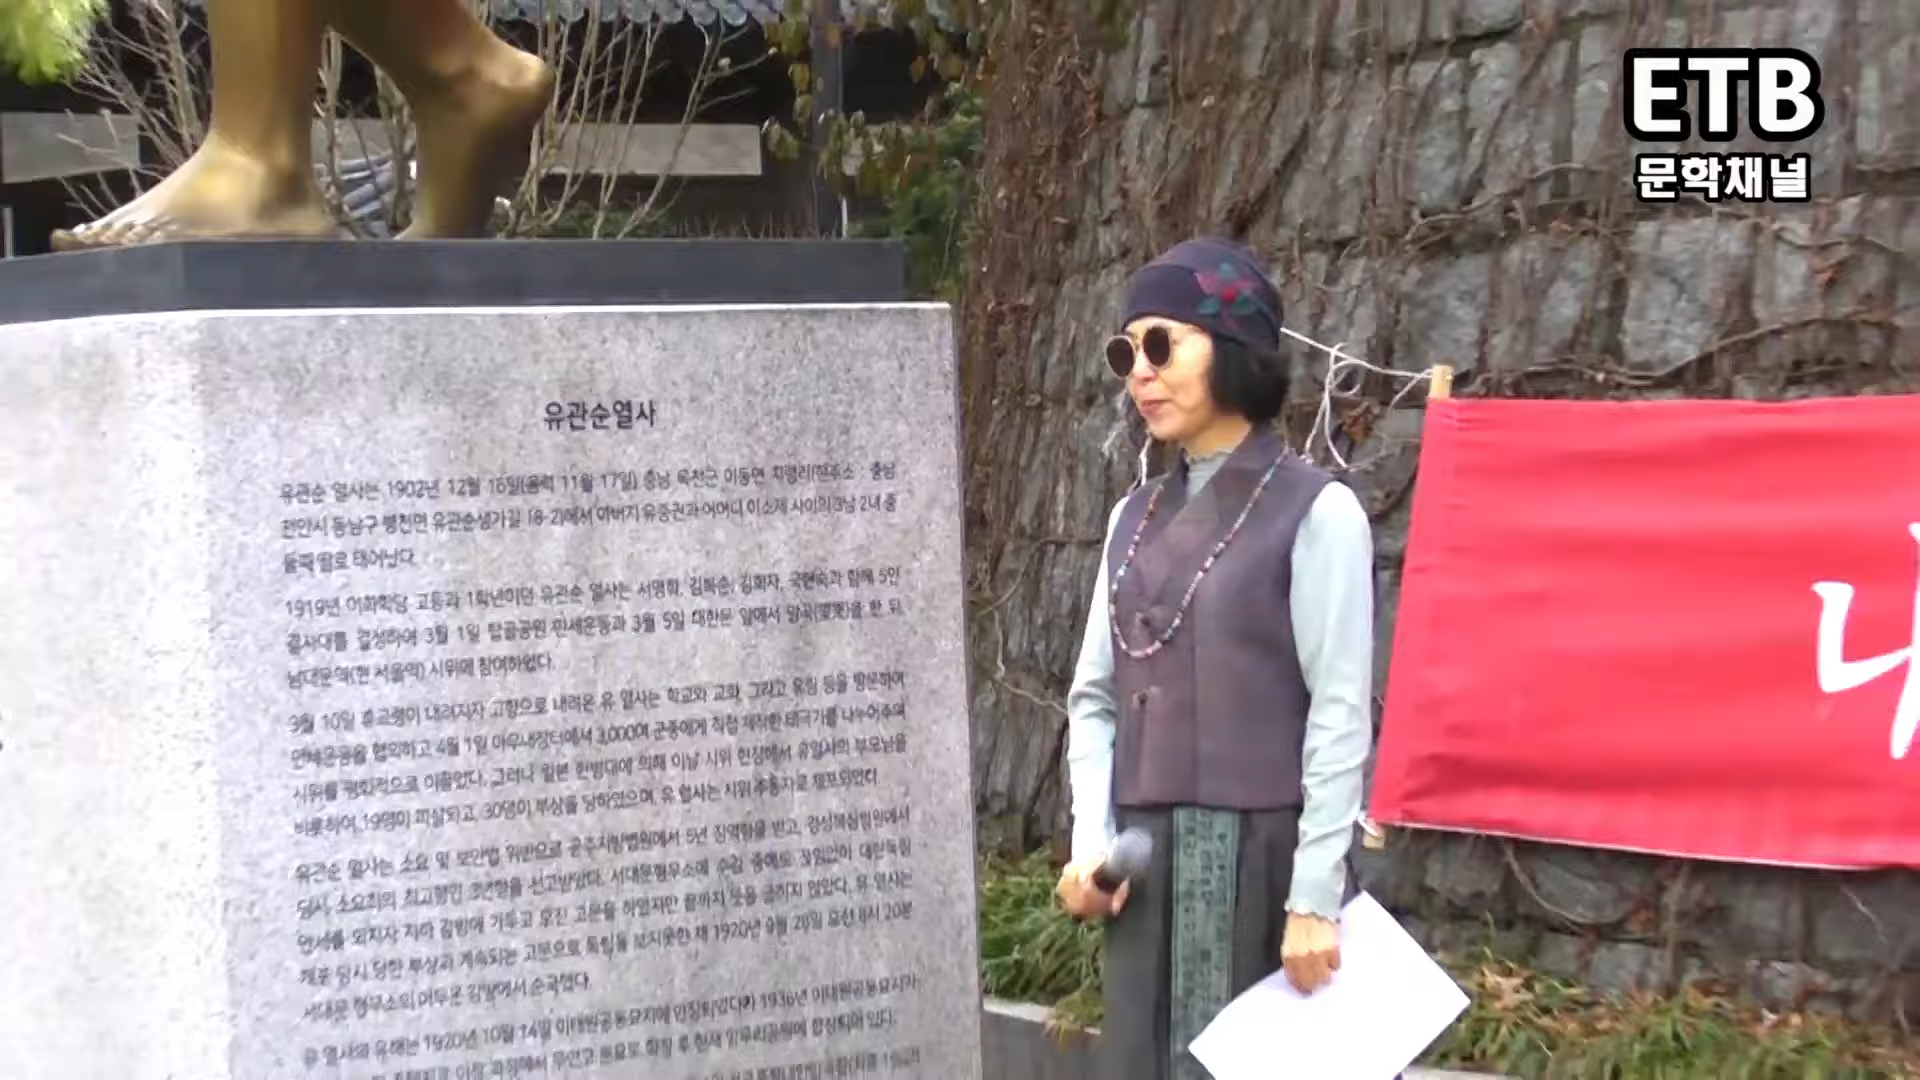 ETB
문학채널
유관순열사
유관순 열사는 1902년 12월 16일(음력 11월 17일) 충남 목천군 이동면 지령리(현주소 : 충남
천안시 동남구 병천면 유관순생가길 18-2)에서 아버지 유중권과 어머니 이소제 사이의 3남 2녀 중
둘째 딸로 태어났다.
1919년 이화학당 고등과 1학년이던 유관순 열사는 서명학, 김복순, 김희자, 국현숙과 함께 5인
결사대를 결성하여 3월 1일 탑골공원 만세운동과 3월 5일 대한문 앞에서 망곡(望哭)을 한 뒤
남대문역(현 서울역) 시위에 참여하였다.
3월 10일 휴교령이 내려지자 고향으로 내려온 유 열사는 학교와 교회 그리고 유림 등을 방문하여
만세운동을 협의하고 4월 1일 아우내장터에서 3,000여 군중에게 직접 제작한 태극기를 나누어주며
시위를 평화적으로 이끌었다. 그러나 일본 헌병대에 의해 이날 시위 현장에서 유열사의 부모님을
비롯하여 19명이 피살되고, 30명이 부상을 당하였으며, 유 열사는 시위 주동자로 체포되었다.
유관순 열사는 소요 및 보안법 위반으로 공주지방법원에서 5년 징역형을 받고, 경성복심법원에서
당시 소요죄의 최고형인 3년형을 선고받았다. 서대문형무소에 수감 중에도 끊임없이 대한독립
만세를 외치자 지하 감방에 가두고 모진 고문을 하였지만 끝까지 뜻을 굽히지 않았다. 유 열사는
체포 당시 당한 부상과 계속되는 고문으로 독립을 보지못한 채 1920년 9월 28일 오전 8시 20분
서대문 형무소의 어두운 감방에서 순국했다.
유 열사의 유해는 1920년 10월 14일 이태원공동묘지에 안장되었다가 1936년 이태원공동묘지가
이장 과정에서 무연고 묘로 화장 후 현재 망우리공원에 합장되어 있다.
나